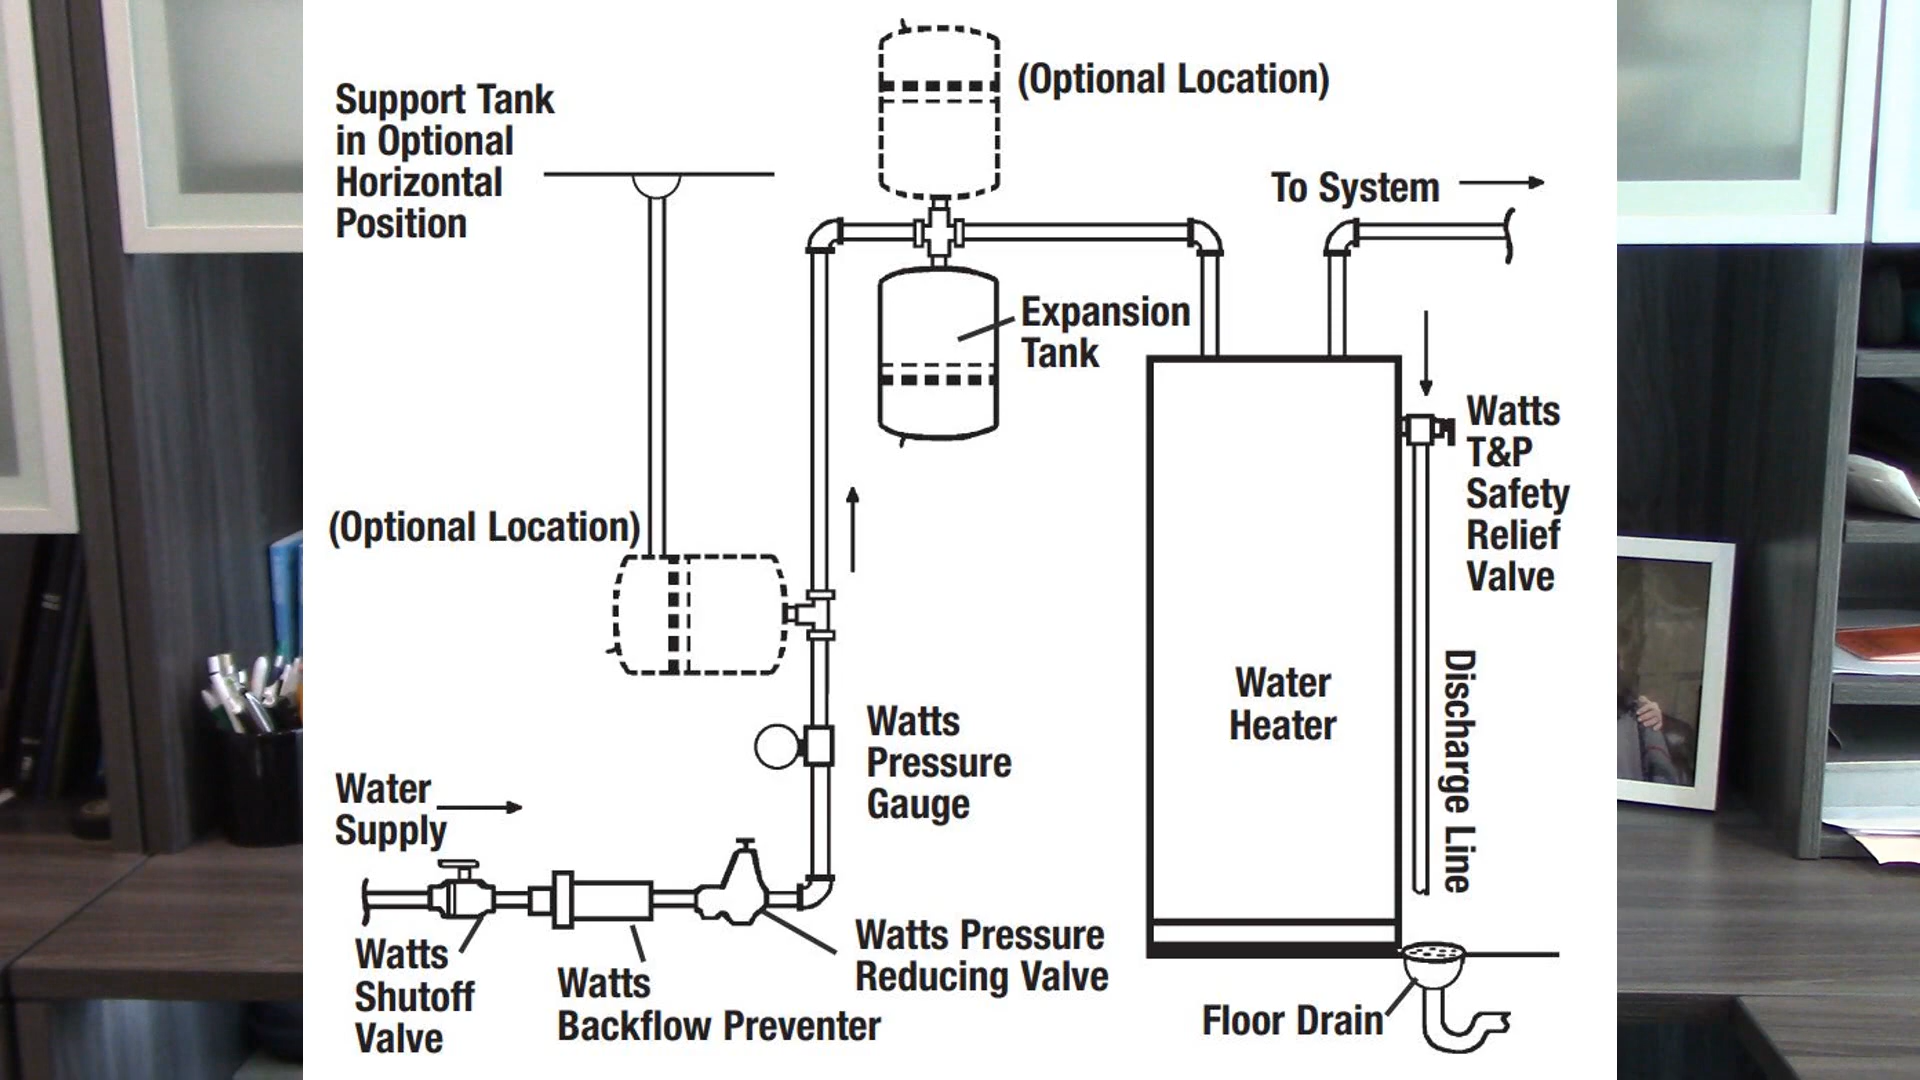 (Optional Location)
Support Tank
in Optional
Horizontal
Position
To System
Expansion
Tank
Watts
T&P
Safety
Relief
Valve
(Optional Location)
Discharge Line
Water
Heater
Watts
Pressure
Gauge
Water
Supply
Watts
Shutoff
Valve
Watts
Backflow Preventer
Watts Pressure
Reducing Valve
Floor Drain